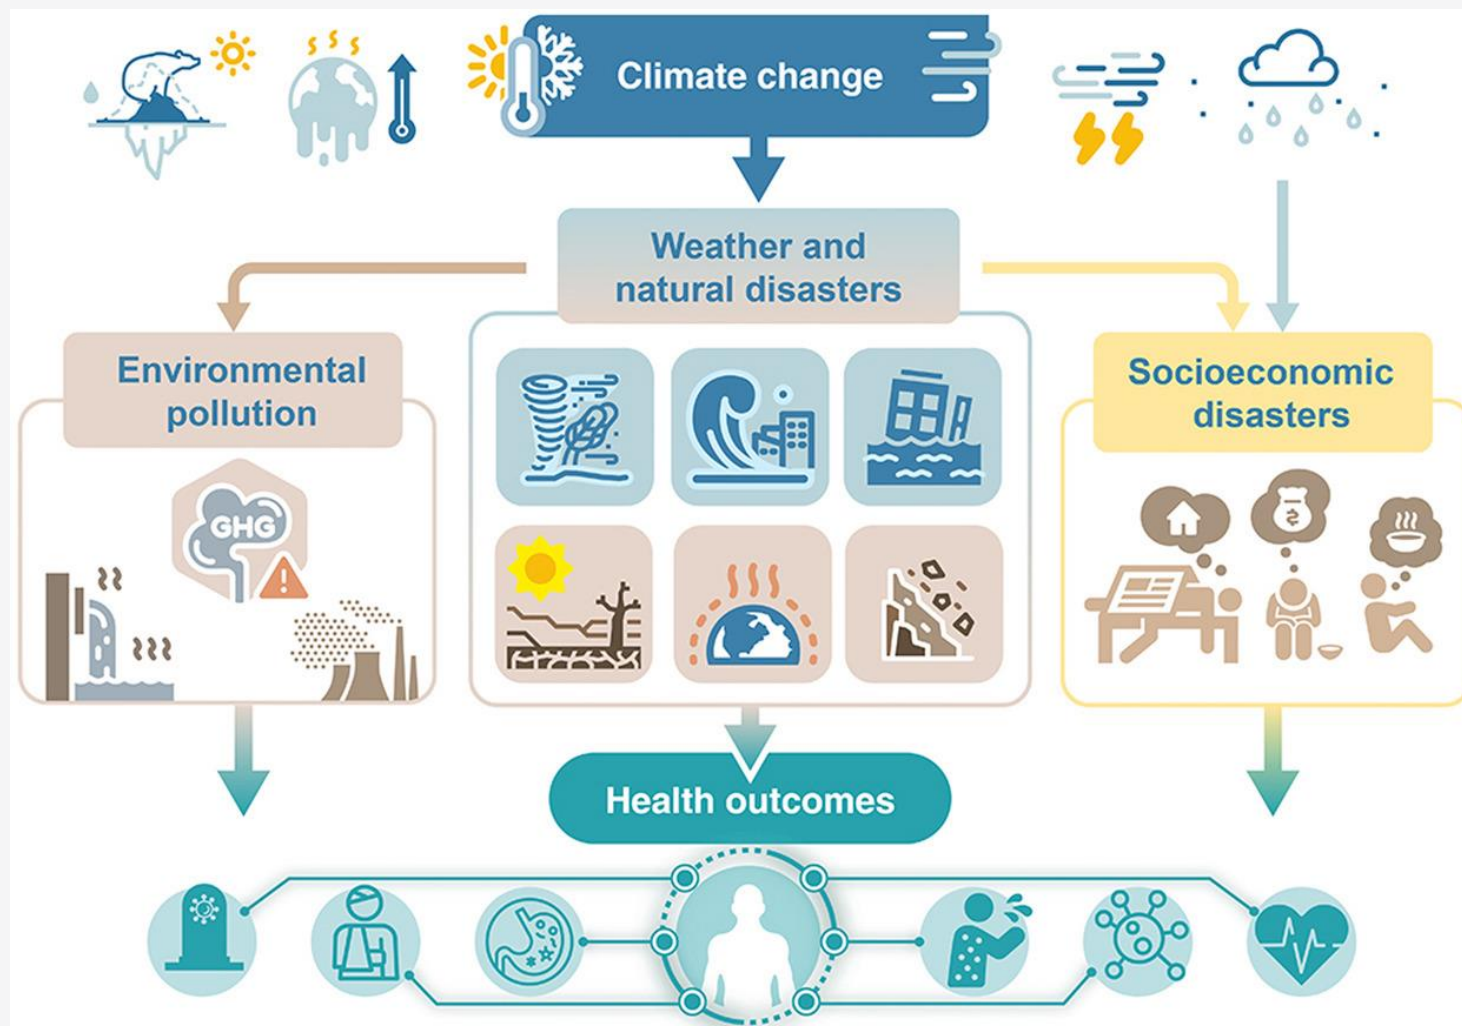 Climate change
Weather and
natural disasters
Environmental
pollution
Socioeconomic
disasters
GHG
$
Health outcomes